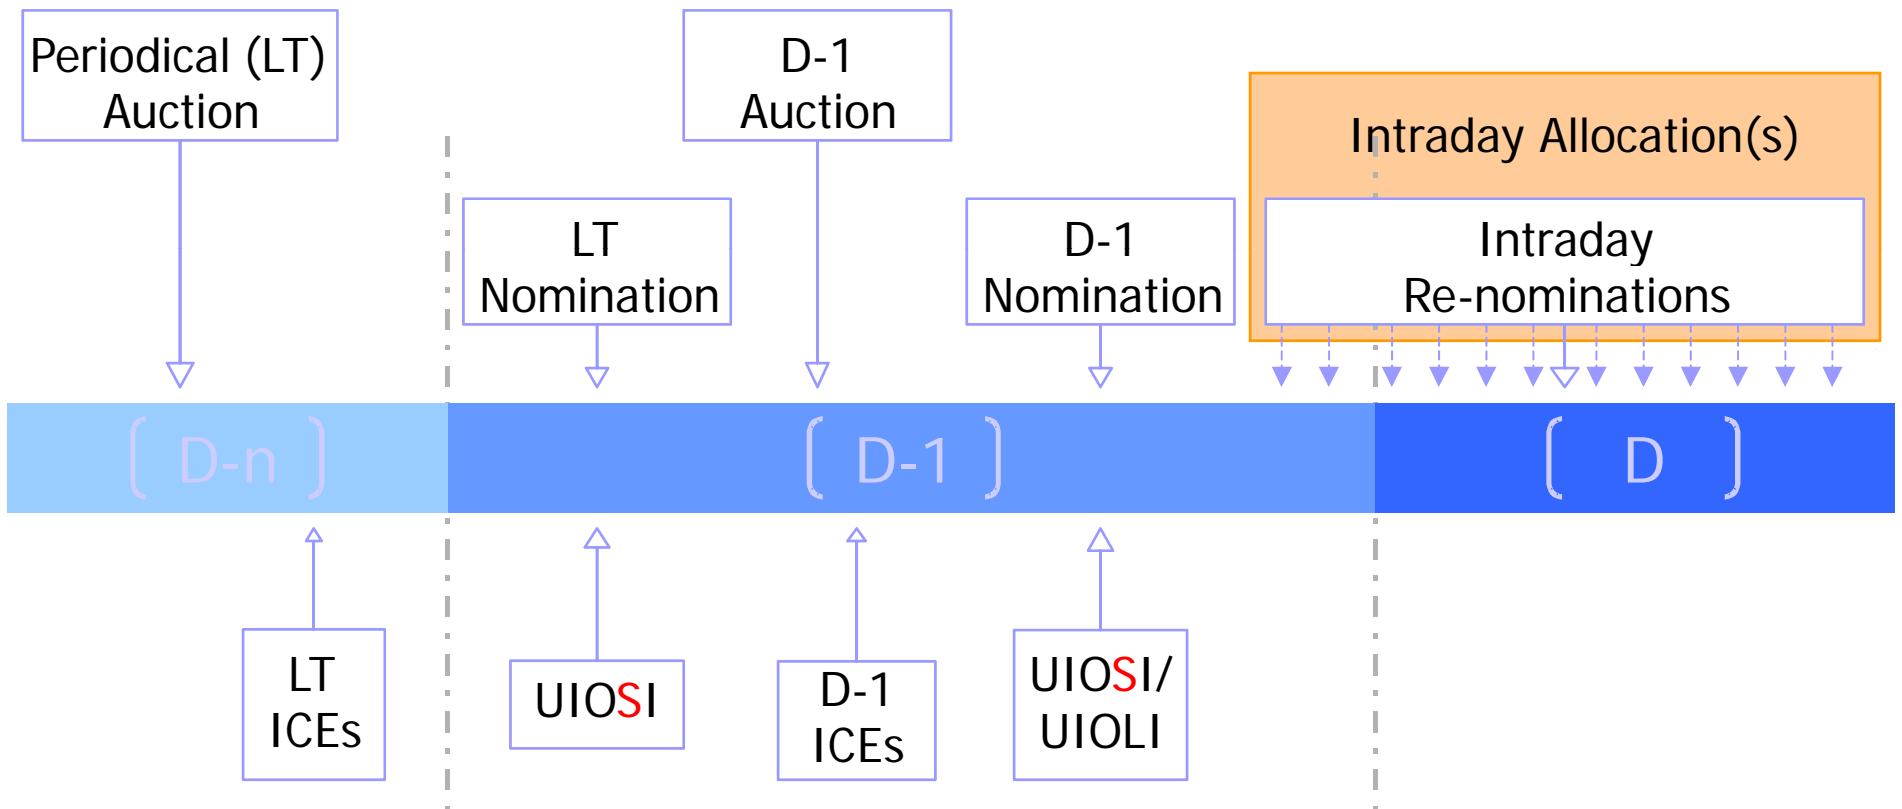 Periodical (LT)
Auction
D-1
Auction
Intraday Allocation(s)
LT
Nomination
D-1
Nomination
Intraday
Re-nominations
[ D-n ]
[ D-1 ]
[ D ]
LT
ICEs
UIOSI
D-1
ICEs
UIOSI/
UIOLI